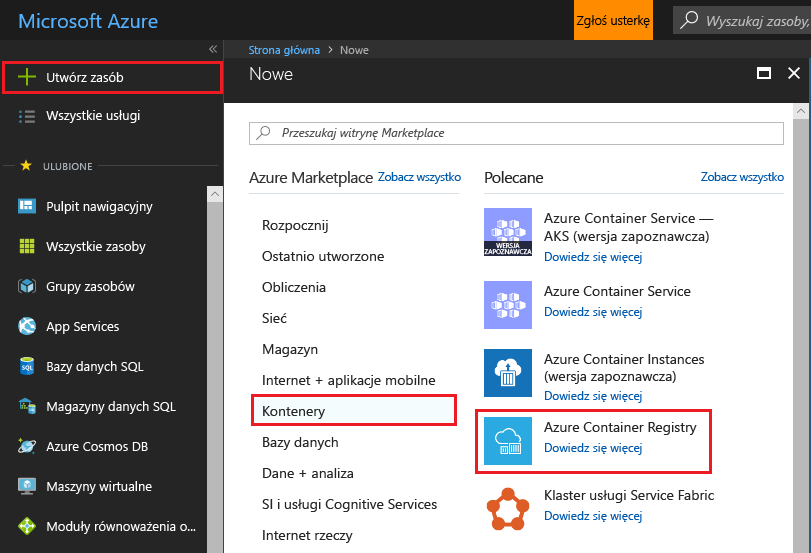 Microsoft Azure
Zgłoś usterkę
Wyszukaj zasoby,
Utwórz zasób
Wszystkie usługi
ULUBIONE
Pulpit nawigacyjny
Wszystkie zasoby
Grupy zasobów
App Services
Bazy danych SQL
Magazyny danych SQL
Azure Cosmos DB
Maszyny wirtualne
Moduły równoważenia o...
Strona główna > Nowe
Nowe
Przeszukaj witrynę Marketplace
Azure Marketplace Zobacz wszystko
Rozpocznij
Ostatnio utworzone
Obliczenia
Sieć
Magazyn
Internet + aplikacje mobilne
Kontenery
Bazy danych
Dane + analiza
SI i usługi Cognitive Services
Internet rzeczy
Polecane Zobacz wszystko
WERSJA
ZAPOZNAWCZA
Azure Container Service —
AKS (wersja zapoznawcza)
Dowiedz się więcej
Azure Container Service
Dowiedz się więcej
Azure Container Instances
(wersja zapoznawcza)
Dowiedz się więcej
Azure Container Registry
Dowiedz się więcej
Klaster usługi Service Fabric
Dowiedz się więcej